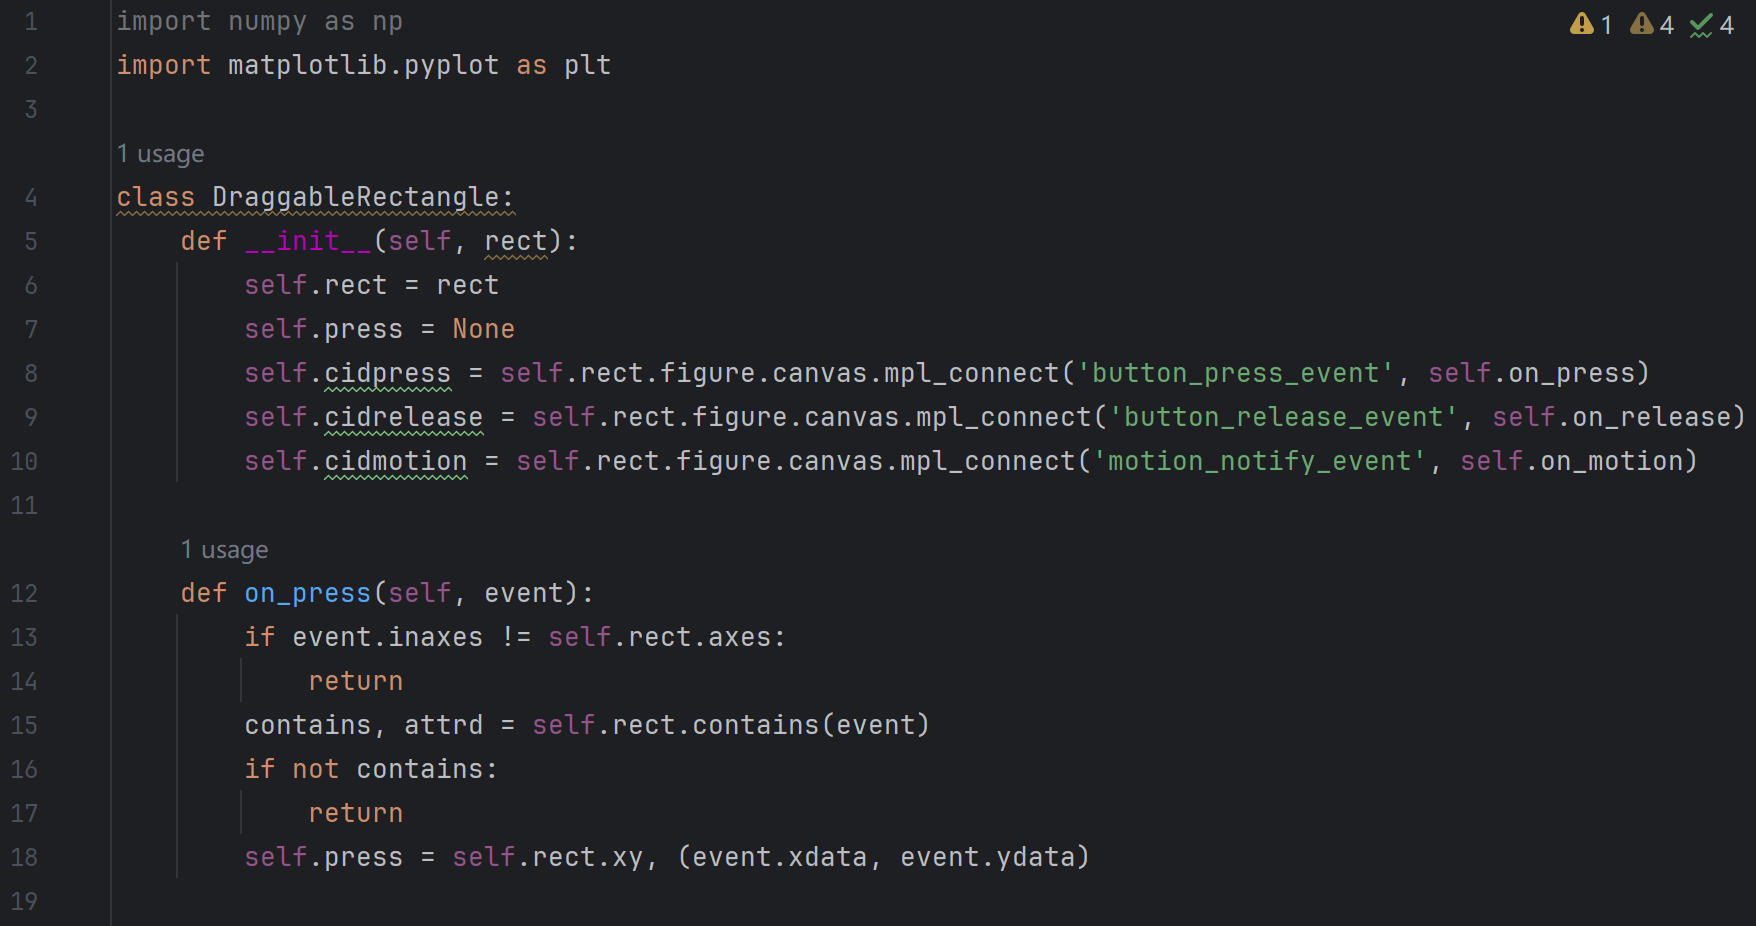 1 import numpy as np
2 import matplotlib.pyplot as plt
3
1 usage
4 class DraggableRectangle:
5     def __init__(self, rect):
6         self.rect = rect
7         self.press = None
8         self.cidpress = self.rect.figure.canvas.mpl_connect('button_press_event', self.on_press)
9         self.cidrelease = self.rect.figure.canvas.mpl_connect('button_release_event', self.on_release)
10         self.cidmotion = self.rect.figure.canvas.mpl_connect('motion_notify_event', self.on_motion)
11
1 usage
12     def on_press(self, event):
13         if event.inaxes != self.rect.axes:
14             return
15         contains, attrd = self.rect.contains(event)
16         if not contains:
17             return
18         self.press = self.rect.xy, (event.xdata, event.ydata)
19
1 4 4